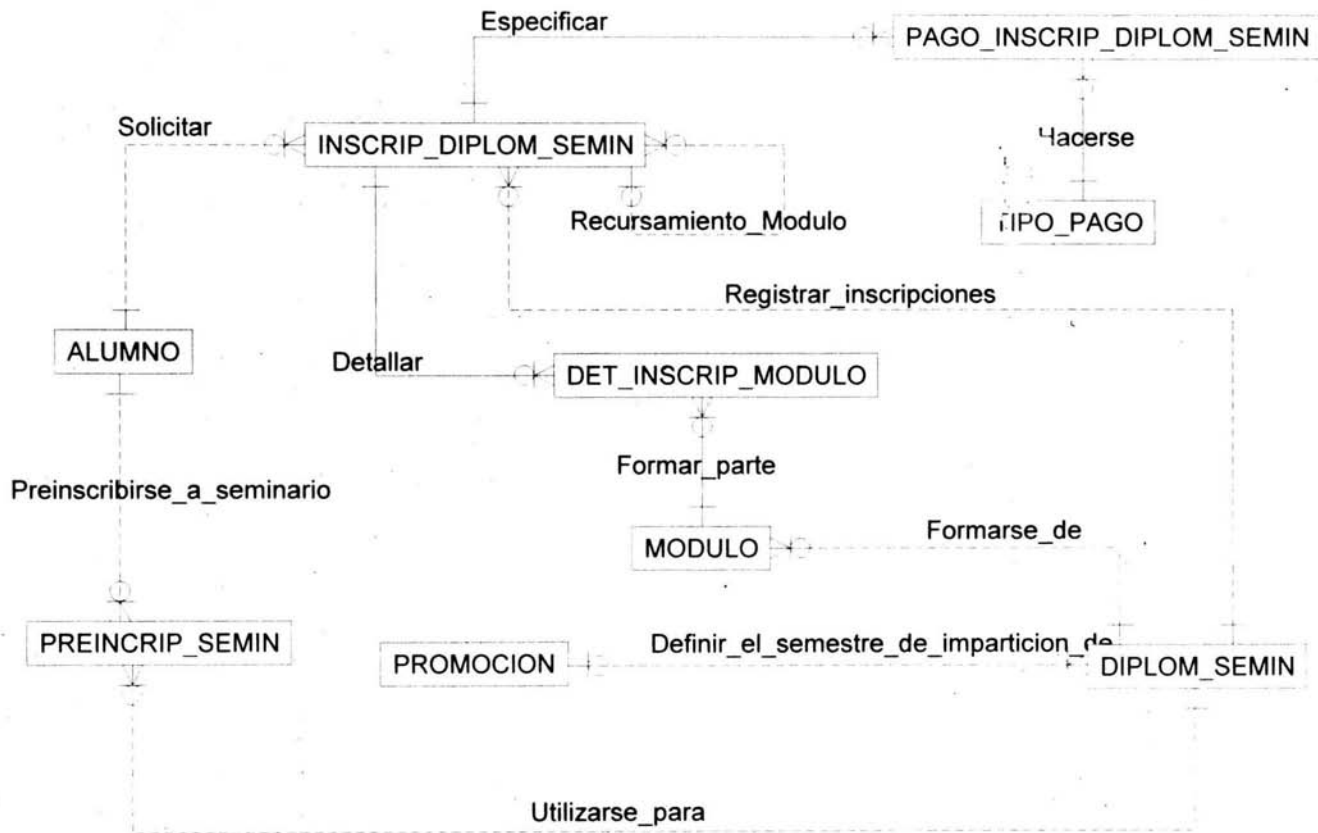 Especificar
PAGO_INSCRIP_DIPLOM_SEMIN
Solicitar
INSCRIP_DIPLOM_SEMIN
Hacerse
Recursamiento_Modulo
TIPO_PAGO
Registrar_inscripciones
ALUMNO
Detallar
DET_INSCRIP_MODULO
Formar_parte
Preinscribirse_a_seminario
Formarse_de
MODULO
PREINCRIP_SEMIN
Definir_el_semestre_de_imparticion_de
PROMOCION
DIPLOM_SEMIN
Utilizarse_para